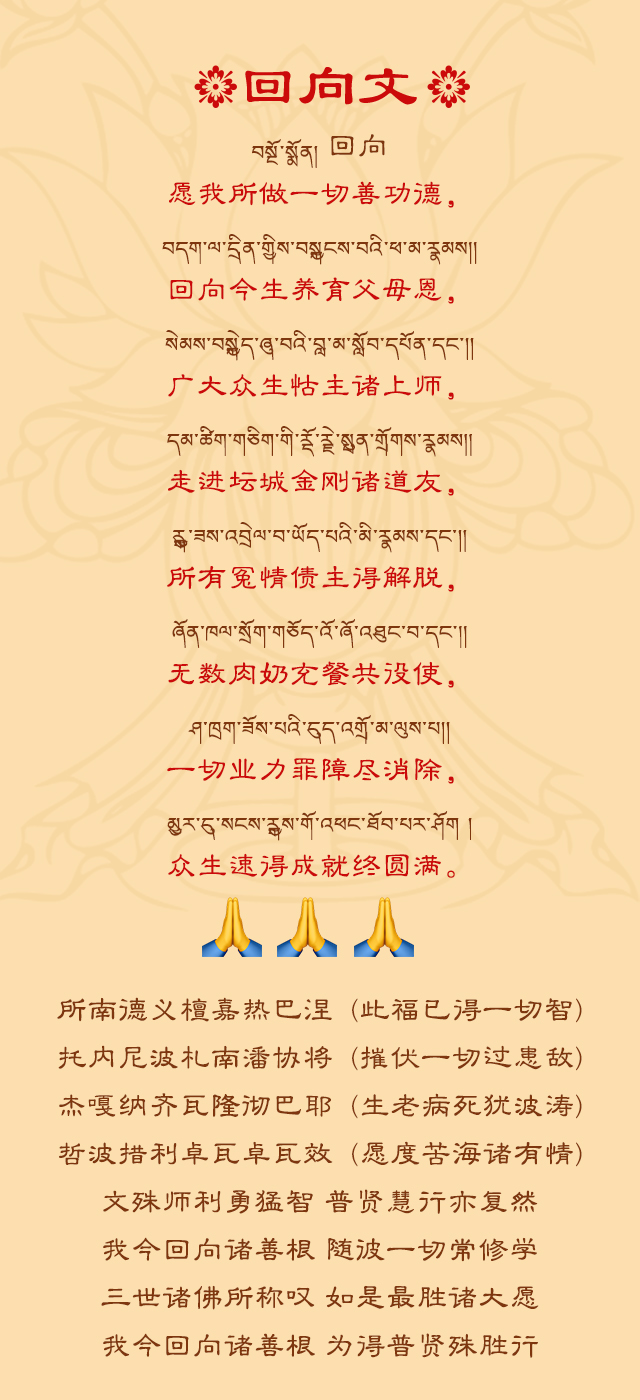 回向文
བསྔོ་སྨོན། 回向
愿我所做一切善功德，
བདག་ལ་དྲིན་གྱིས་བསྐྱངས་བའི་ཕ་མ་རྣམས།།
回向今生养育父母恩，
སེམས་བསྐྱེད་ཞུ་བའི་བླ་མ་སློབ་དཔོན་དང་།།
广大众生怙主诸上师，
དམ་ཚིག་གཅིག་གི་རྡོ་རྗེ་སྤུན་གྲོགས་རྣམས།།
走进坛城金刚诸道友，
རྒྱུ་ཟས་འབྲེལ་བ་ཡོད་པའི་མི་རྣམས་དང་།།
所有冤情债主得解脱，
ཞོན་ཁལ་སྲོག་གཅོད་འོ་ཞོ་འཐུང་བ་དང་།།
无数肉奶充餐共役使，
ཤ་ཁྲག་ཟོས་པའི་དུད་འགྲོ་མ་ལུས་པ།།
一切业力罪障尽消除，
མྱུར་དུ་སངས་རྒྱས་གོ་འཕང་ཐོབ་པར་ཤོག །
众生速得成就终圆满。
所南德义檀嘉热巴涅（此福已得一切智）
托内尼波札南潘协将（摧伏一切过患敌）
杰嘎纳齐瓦隆彻巴耶（生老病死犹波涛）
哲波措利卓瓦卓瓦效（愿度苦海诸有情）
文殊师利勇猛智 普贤慧行亦复然
我今回向诸善根 随彼一切常修学
三世诸佛所称叹 如是最胜诸大愿
我今回向诸善根 为得普贤殊胜行